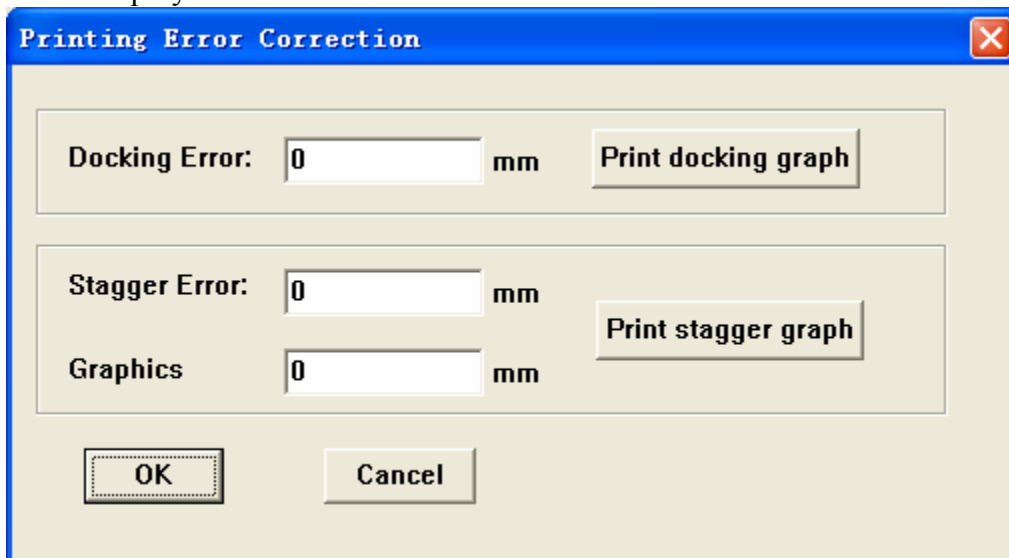 Printing Error Correction
Docking Error: 0 mm Print docking graph
Stagger Error: 0 mm
Print stagger graph
Graphics 0 mm
OK Cancel